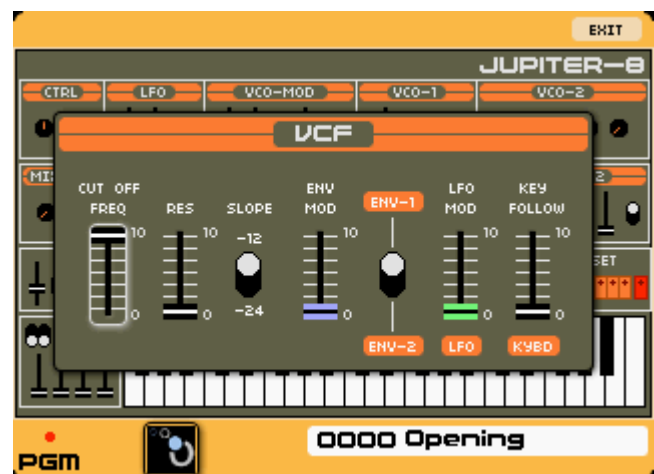 EXIT
JUPITER-8
CTRL LFO VCO-MOD VCO-1 VCO-2
VCF
CUT OFF FREQ RES SLOPE ENV MOD ENV-1 LFO MOD KEY FOLLOW
10 10 -12 10 10 10
0 0 -24 0 0 0
ENV-2 LFO KYBD
PGM 0000 Opening